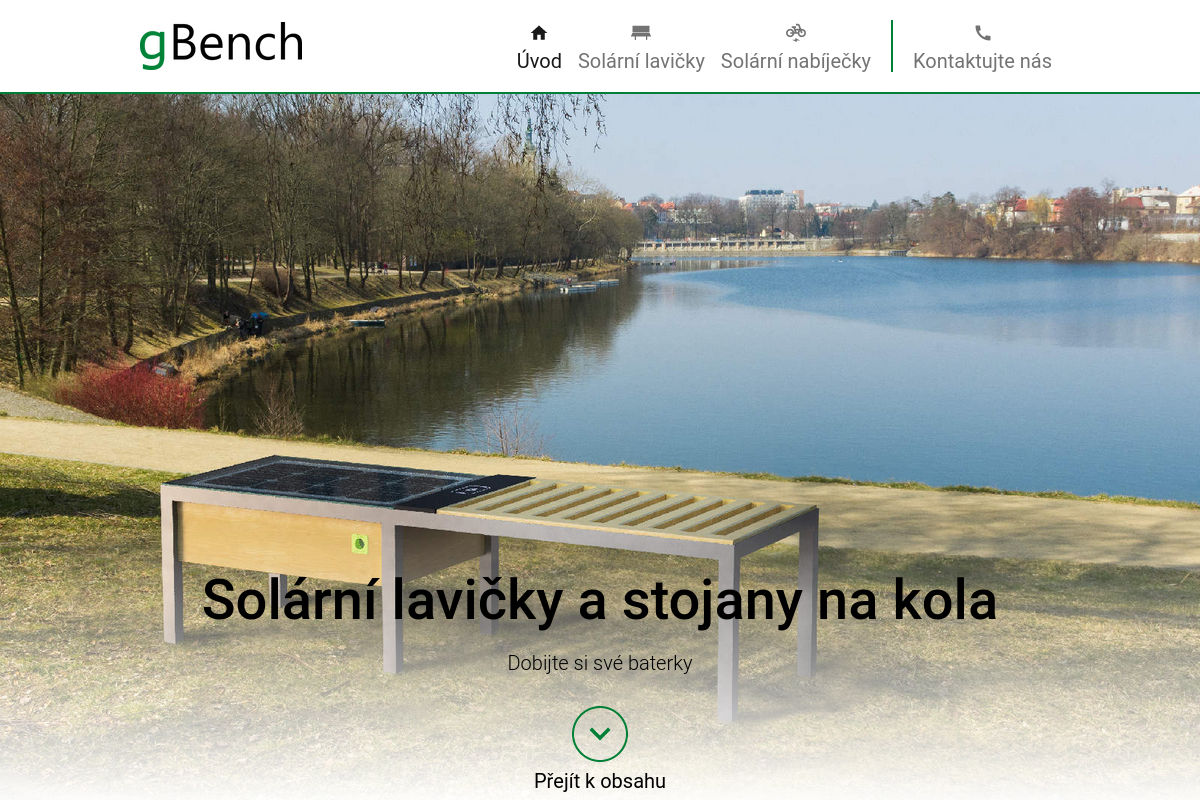 gBench
Úvod
Solární lavičky
Solární nabíječky
Kontaktujte nás
Solární lavičky a stojany na kola
Dobijte si své baterky
Přejít k obsahu